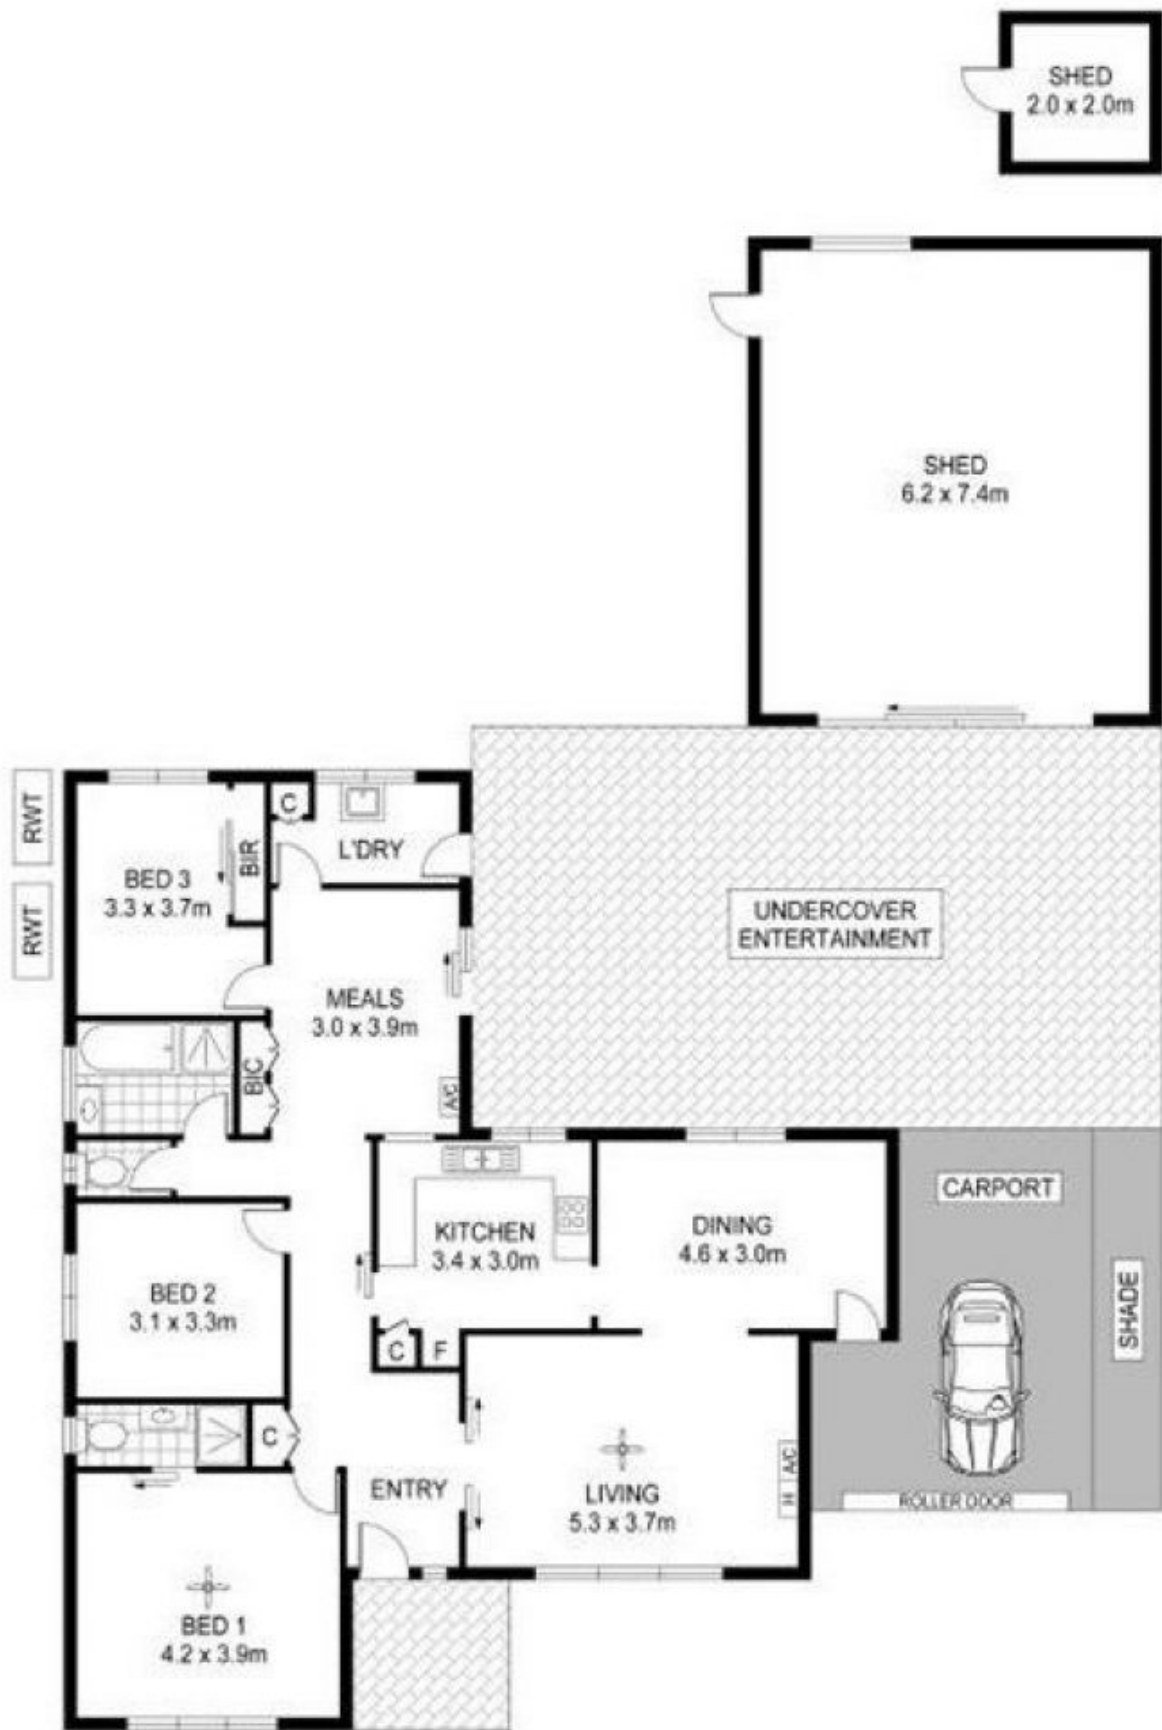 SHED
2.0 x 2.0m
SHED
6.2 x 7.4m
RWT
RWT
BED 3
3.3 x 3.7m
BIR
C
L'DRY
MEALS
3.0 x 3.9m
BIC
A/C
UNDERCOVER
ENTERTAINMENT
KITCHEN
3.4 x 3.0m
DINING
4.6 x 3.0m
CARPORT
SHADE
BED 2
3.1 x 3.3m
C
F
C
ENTRY
LIVING
5.3 x 3.7m
H
A/C
ROLLER DOOR
BED 1
4.2 x 3.9m